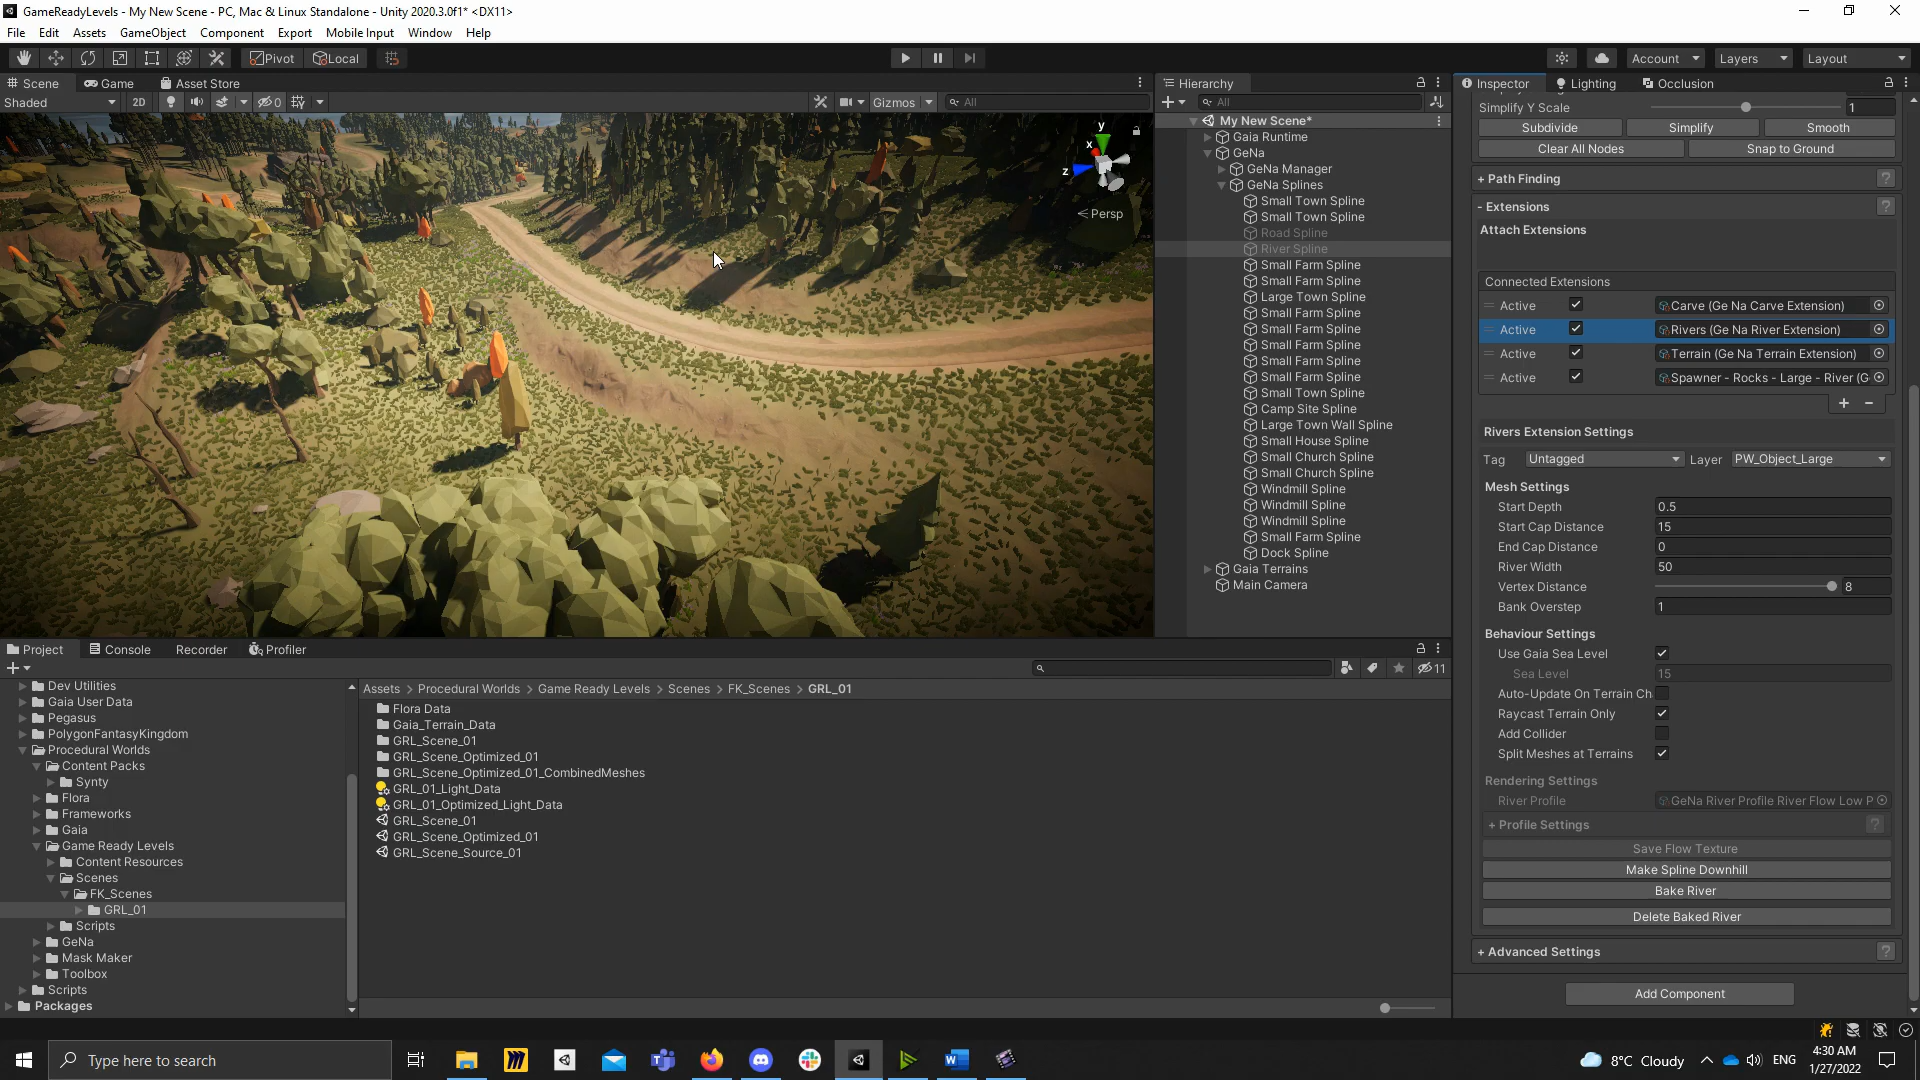 GameReadyLevels - My New Scene - PC, Mac & Linux Standalone - Unity 2020.3.0f1* <DX11>
File Edit Assets GameObject Component Export Mobile Input Window Help
Pivot Local Account Layers Layout
Scene Game Asset Store
Shaded 2D 0 Gizmos All
y
x
z
Persp
Hierarchy
All
My New Scene*
Gaia Runtime
GeNa
GeNa Manager
GeNa Splines
Small Town Spline
Small Town Spline
Road Spline
River Spline
Small Farm Spline
Small Farm Spline
Large Town Spline
Small Farm Spline
Small Farm Spline
Small Farm Spline
Small Farm Spline
Small Farm Spline
Small Town Spline
Camp Site Spline
Large Town Wall Spline
Small House Spline
Small Church Spline
Small Church Spline
Windmill Spline
Windmill Spline
Windmill Spline
Small Farm Spline
Dock Spline
Gaia Terrains
Main Camera
Inspector Lighting Occlusion
Simplify Y Scale 1
Subdivide Simplify Smooth
Clear All Nodes Snap to Ground
+ Path Finding ?
- Extensions ?
Attach Extensions
Connected Extensions
Active Carve (Ge Na Carve Extension)
Active Rivers (Ge Na River Extension)
Active Terrain (Ge Na Terrain Extension)
Active Spawner - Rocks - Large - River (G
+ -
Rivers Extension Settings
Tag Untagged Layer PW_Object_Large
Mesh Settings
Start Depth 0.5
Start Cap Distance 15
End Cap Distance 0
River Width 50
Vertex Distance 8
Bank Overstep 1
Behaviour Settings
Use Gaia Sea Level
Sea Level 15
Auto-Update On Terrain Ch
Raycast Terrain Only
Add Collider
Split Meshes at Terrains
Rendering Settings
River Profile GeNa River Profile River Flow Low P
+ Profile Settings ?
Save Flow Texture
Make Spline Downhill
Bake River
Delete Baked River
+ Advanced Settings ?
Add Component
Project Console Recorder Profiler
11
Dev Utilities
Gaia User Data
Pegasus
PolygonFantasyKingdom
Procedural Worlds
Content Packs
Synty
Flora
Frameworks
Gaia
Game Ready Levels
Content Resources
Scenes
FK_Scenes
GRL_01
Scripts
GeNa
Mask Maker
Toolbox
Scripts
Packages
Assets > Procedural Worlds > Game Ready Levels > Scenes > FK_Scenes > GRL_01
Flora Data
Gaia_Terrain_Data
GRL_Scene_01
GRL_Scene_Optimized_01
GRL_Scene_Optimized_01_CombinedMeshes
GRL_01_Light_Data
GRL_01_Optimized_Light_Data
GRL_Scene_01
GRL_Scene_Optimized_01
GRL_Scene_Source_01
Type here to search
8°C Cloudy ENG
4:30 AM
1/27/2022